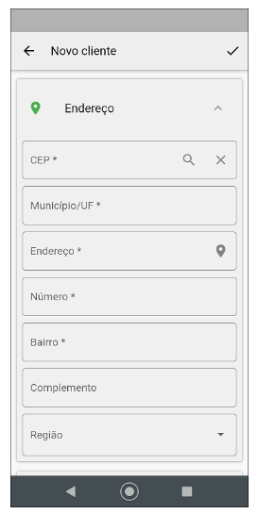 Novo cliente
Endereço
CEP *
Município/UF *
Endereço *
Número *
Bairro *
Complemento
Região